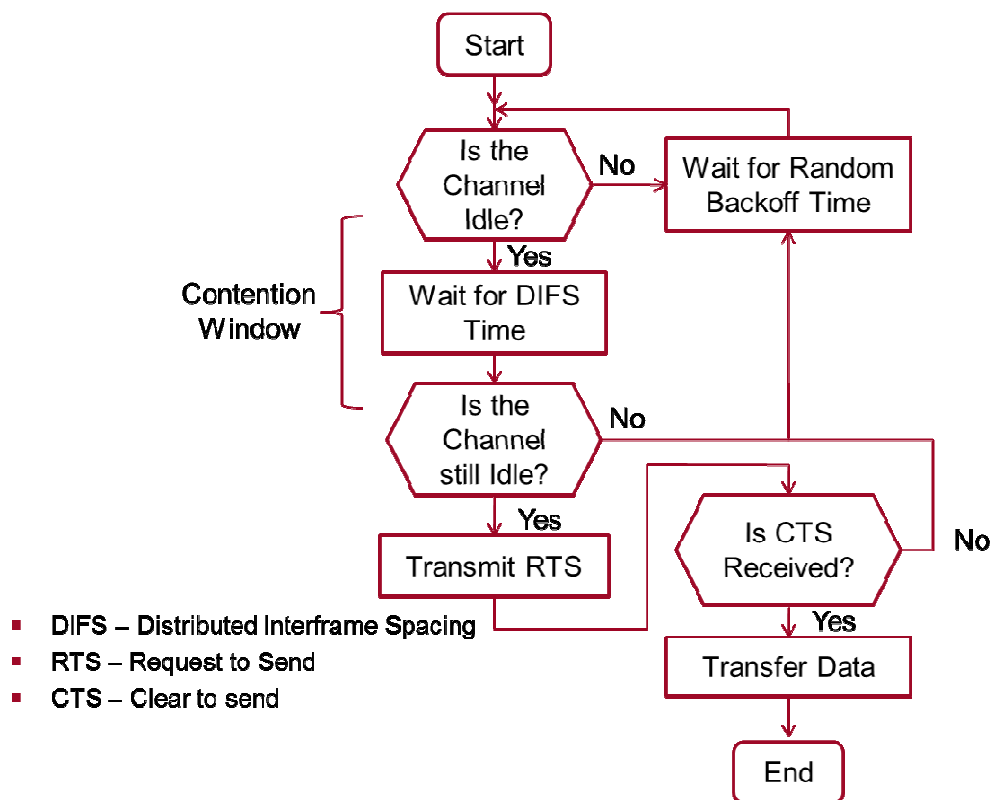 Start
Is the
Channel
Idle?
No
Wait for Random
Backoff Time
Yes
Contention
Window
Wait for DIFS
Time
Is the
Channel
still Idle?
No
Yes
Transmit RTS
Is CTS
Received?
No
Yes
Transfer Data
End
▪ DIFS – Distributed Interframe Spacing
▪ RTS – Request to Send
▪ CTS – Clear to send